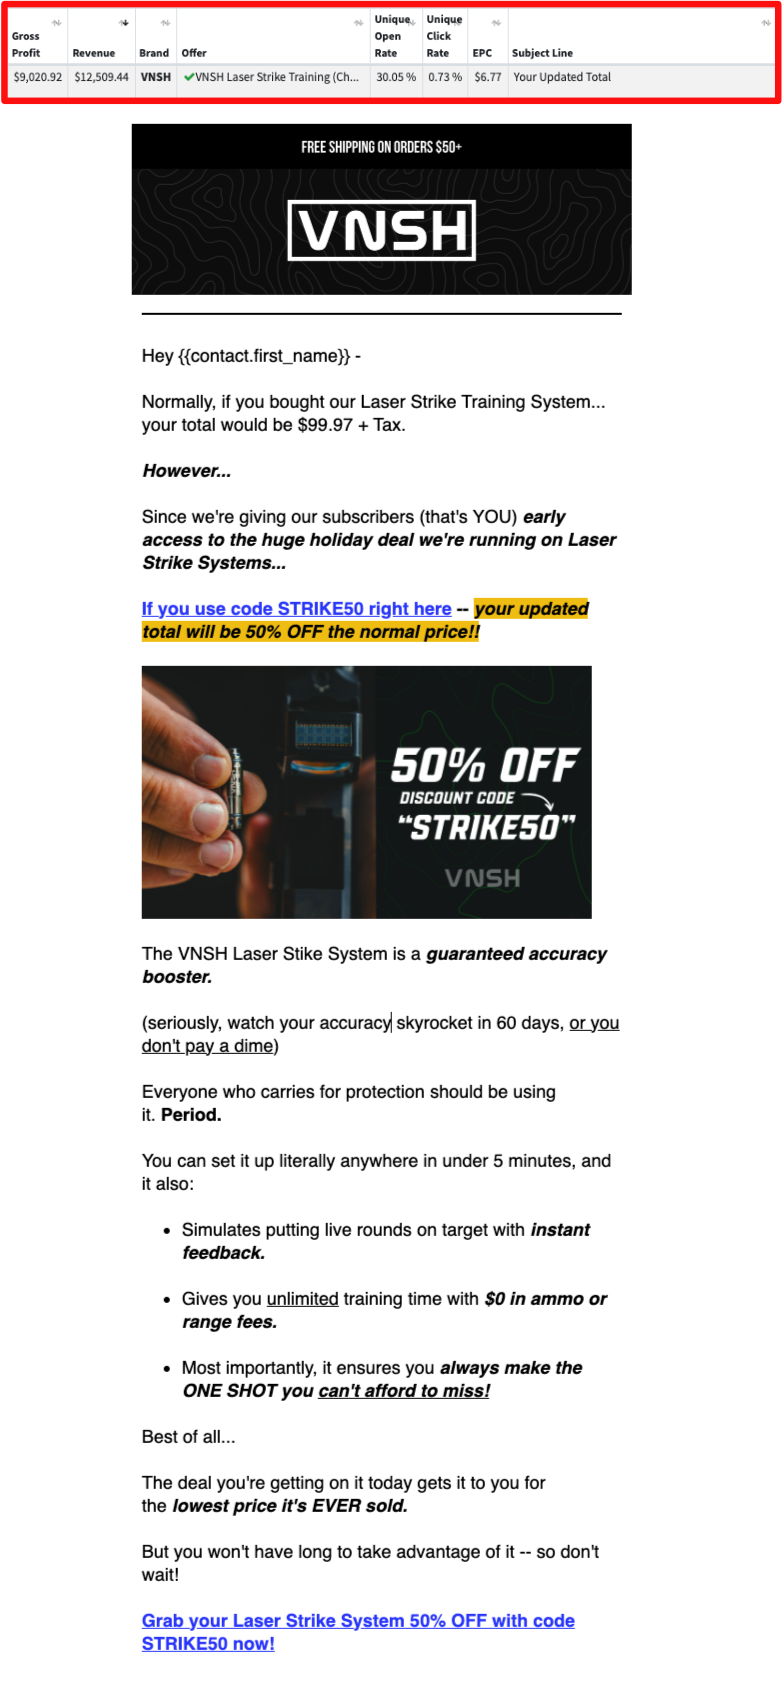 Gross Profit Revenue Brand Offer Unique Open Rate Unique Click Rate EPC Subject Line
$9,020.92 $12,509.44 VNSH VNSH Laser Strike Training (Ch... 30.05 % 0.73 % $6.77 Your Updated Total
FREE SHIPPING ON ORDERS $50+
VNSH
Hey {{contact.first_name}} -
Normally, if you bought our Laser Strike Training System...
your total would be $99.97 + Tax.
However...
Since we're giving our subscribers (that's YOU) early
access to the huge holiday deal we're running on Laser
Strike Systems...
If you use code STRIKE50 right here -- your updated
total will be 50% OFF the normal price!!
50% OFF
DISCOUNT CODE
“STRIKE50”
VNSH
The VNSH Laser Stike System is a guaranteed accuracy
booster.
(seriously, watch your accuracy skyrocket in 60 days, or you
don't pay a dime)
Everyone who carries for protection should be using
it. Period.
You can set it up literally anywhere in under 5 minutes, and
it also:
• Simulates putting live rounds on target with instant
feedback.
• Gives you unlimited training time with $0 in ammo or
range fees.
• Most importantly, it ensures you always make the
ONE SHOT you can't afford to miss!
Best of all...
The deal you're getting on it today gets it to you for
the lowest price it's EVER sold.
But you won't have long to take advantage of it -- so don't
wait!
Grab your Laser Strike System 50% OFF with code
STRIKE50 now!